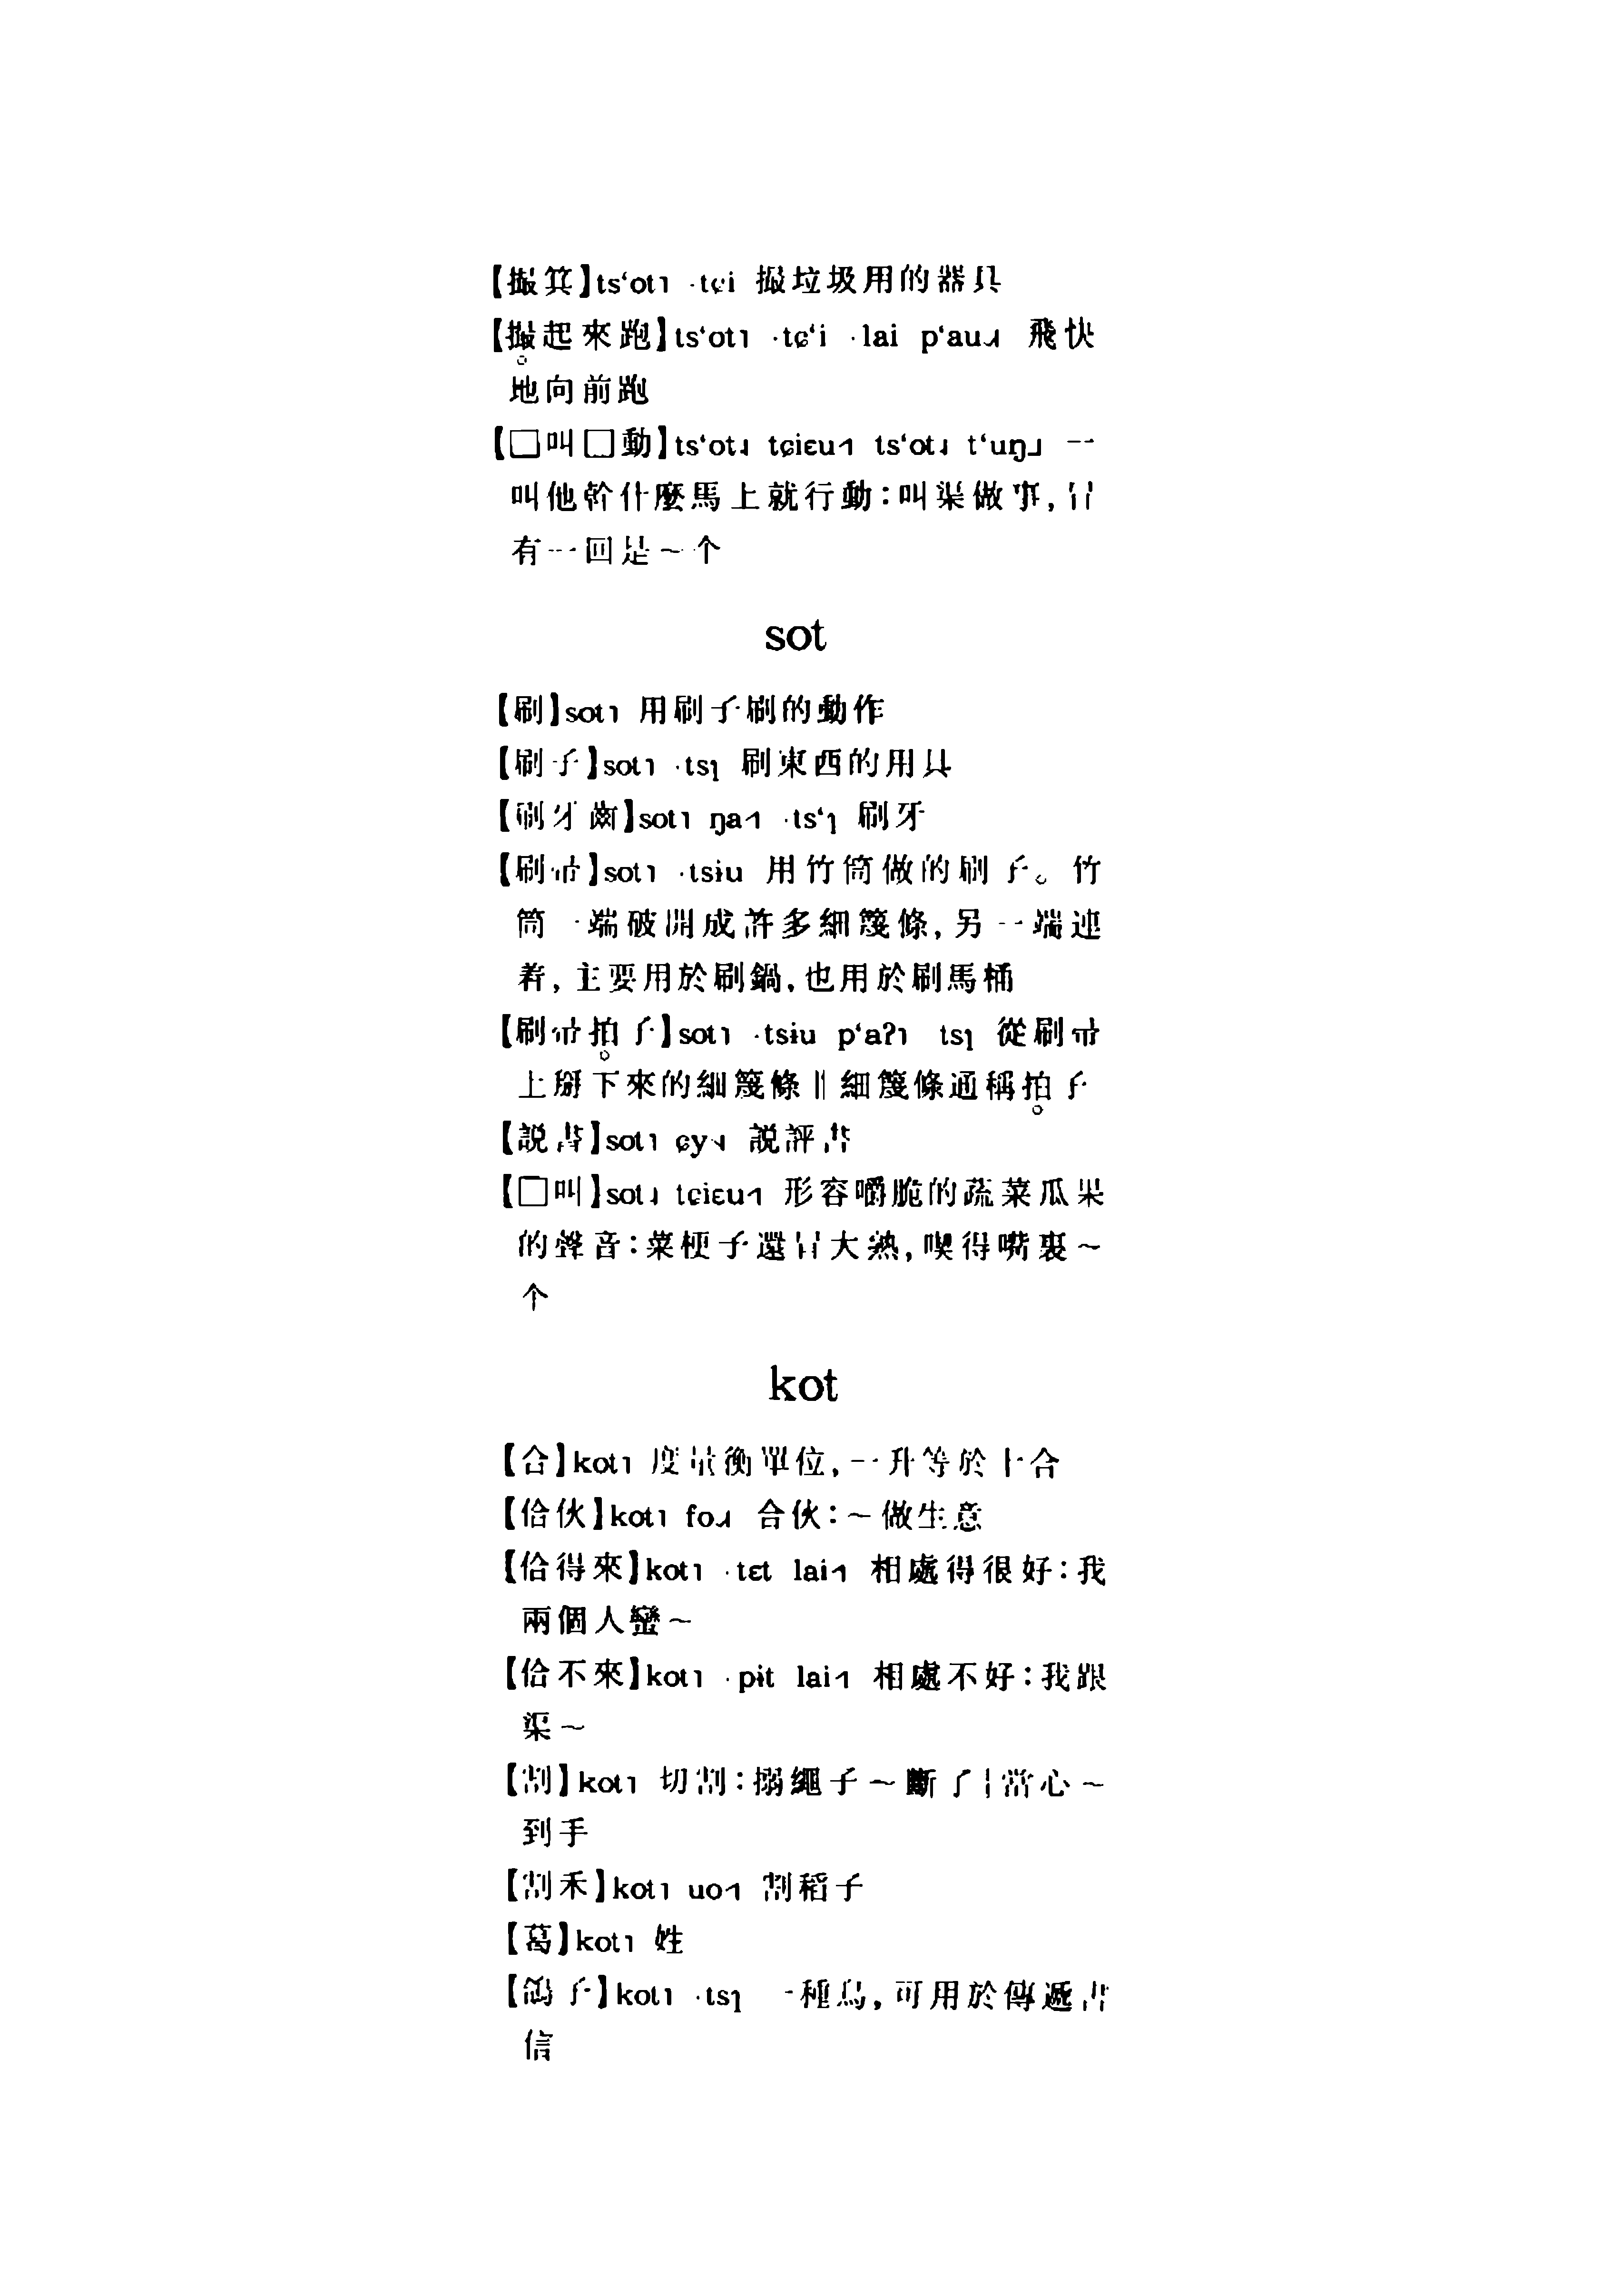 【撮箕】ts‘ot˥ ·tɕi 撮垃圾用的器具
【撮起來跑】ts‘ot˥ ·tɕ‘i ·lai p‘au 飛快
地向前跑
【□叫□動】ts‘ot tɕiɛu ts‘ot t‘uŋ˩ 一
叫他幹什麼馬上就行動：叫渠做事，冇
有一回是～个
sot
【刷】sot˥ 用刷子刷的動作
【刷子】sot˥ ·tsɿ 刷東西的用具
【刷牙齒】sot˥ ŋa ·ts‘ɿ 刷牙
【刷帚】sot˥ ·tsɨu 用竹筒做的刷子。竹
筒一端破開成許多細篾條，另一端連
着，主要用於刷鍋，也用於刷馬桶
【刷帚拍子】sot˥ ·tsɨu p‘aʔ˥ tsɿ 從刷帚
上掰下來的細篾條‖細篾條通稱拍子
【説書】sot˥ ɕy 説評書
【□叫】sot tɕiɛu 形容嚼脆的蔬菜瓜果
的聲音：菜梗子還冇大熟，喫得嘴裏～
个
kot
【合】kot˥ 度量衡單位，一升等於十合
【佮伙】kot˥ fo 合伙：～做生意
【佮得來】kot˥ ·tɛt lai 相處得很好：我
兩個人蠻～
【佮不來】kot˥ ·pɨt lai 相處不好：我跟
渠～
【割】kot˥ 切割：搦繩子～斷了｜當心～
到手
【割禾】kot˥ uo 割稻子
【葛】kot˥ 姓
【鴿子】kot˥ ·tsɿ 一種鳥，可用於傳遞書
信